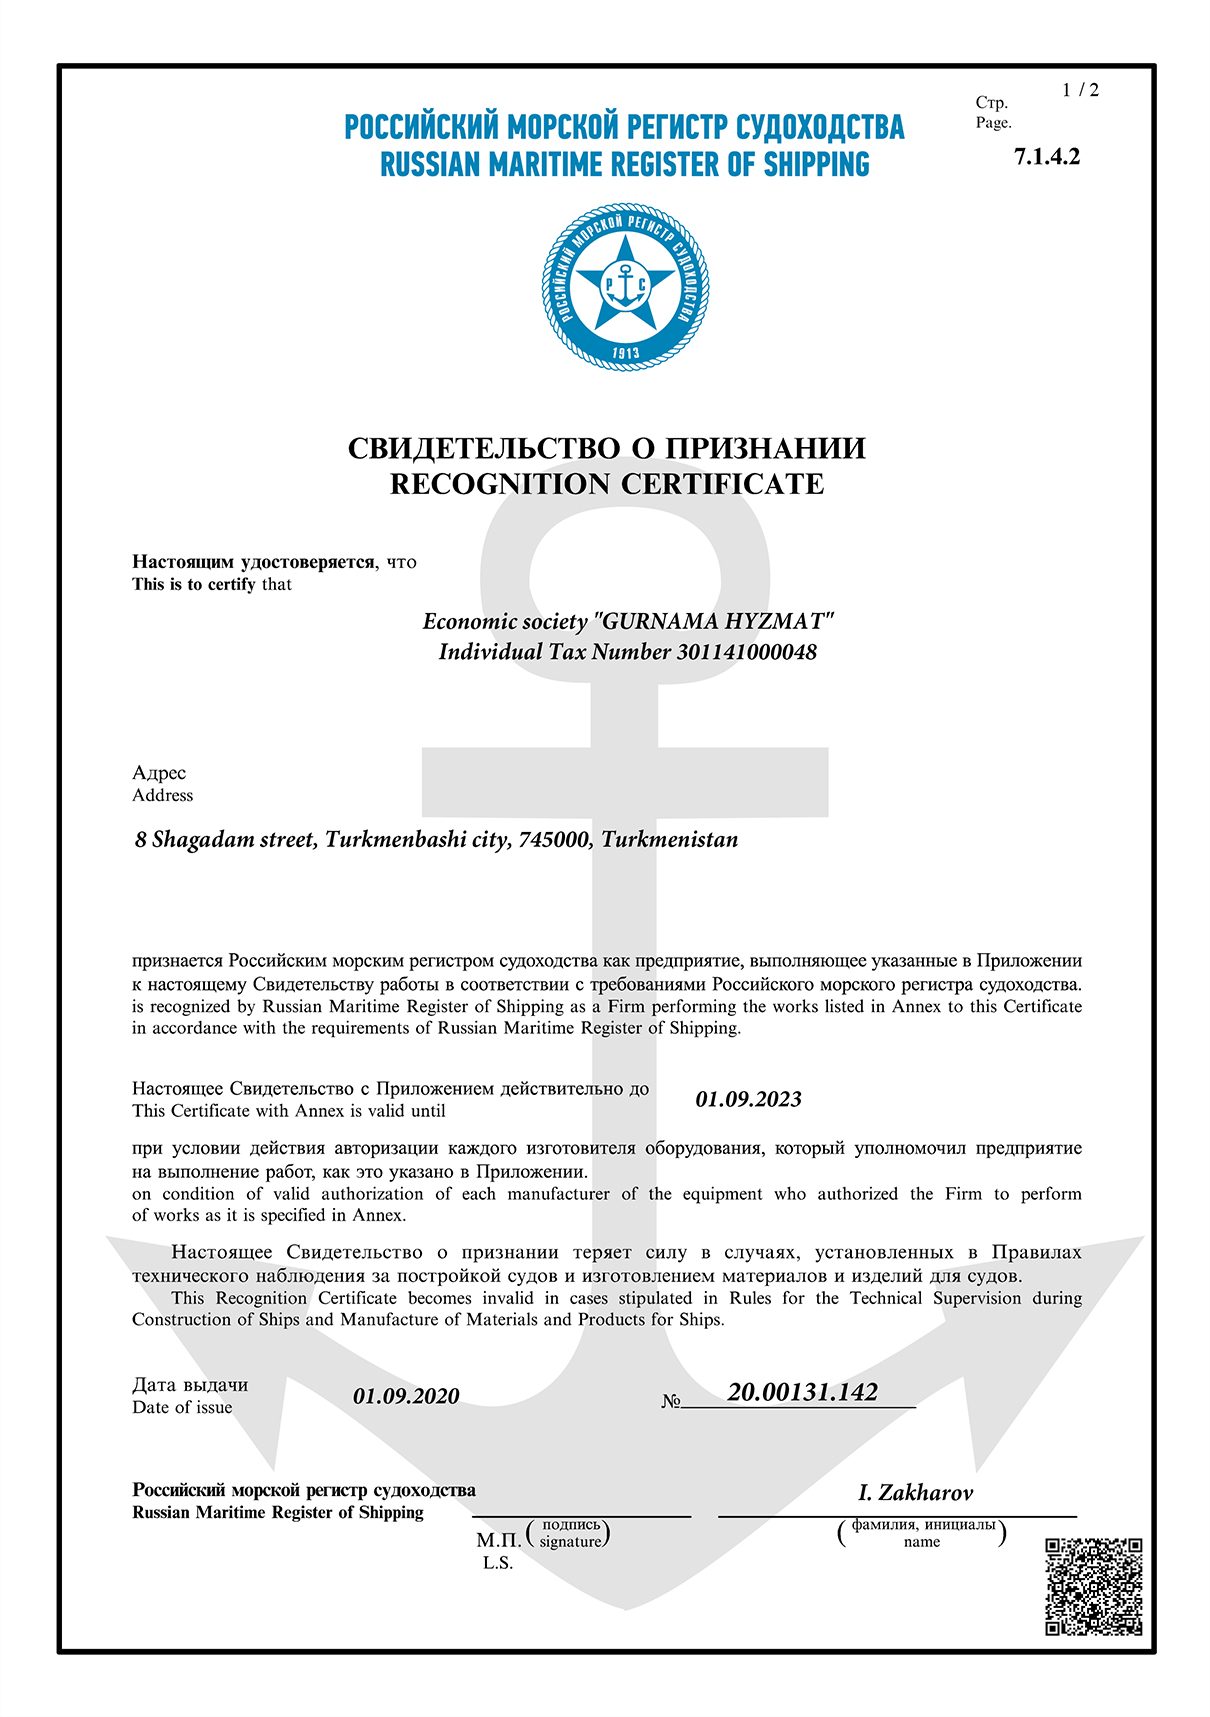 1 / 2
Стр.
Page.
7.1.4.2
РОССИЙСКИЙ МОРСКОЙ РЕГИСТР СУДОХОДСТВА
RUSSIAN MARITIME REGISTER OF SHIPPING
РОССИЙСКИЙ МОРСКОЙ РЕГИСТР СУДОХОДСТВА
Р С
1913
СВИДЕТЕЛЬСТВО О ПРИЗНАНИИ
RECOGNITION CERTIFICATE
Настоящим удостоверяется, что
This is to certify that
Economic society "GURNAMA HYZMAT"
Individual Tax Number 301141000048
Адрес
Address
8 Shagadam street, Turkmenbashi city, 745000, Turkmenistan
признается Российским морским регистром судоходства как предприятие, выполняющее указанные в Приложении
к настоящему Свидетельству работы в соответствии с требованиями Российского морского регистра судоходства.
is recognized by Russian Maritime Register of Shipping as a Firm performing the works listed in Annex to this Certificate
in accordance with the requirements of Russian Maritime Register of Shipping.
Настоящее Свидетельство с Приложением действительно до
This Certificate with Annex is valid until
01.09.2023
при условии действия авторизации каждого изготовителя оборудования, который уполномочил предприятие
на выполнение работ, как это указано в Приложении.
on condition of valid authorization of each manufacturer of the equipment who authorized the Firm to perform
of works as it is specified in Annex.
Настоящее Свидетельство о признании теряет силу в случаях, установленных в Правилах
технического наблюдения за постройкой судов и изготовлением материалов и изделий для судов.
This Recognition Certificate becomes invalid in cases stipulated in Rules for the Technical Supervision during
Construction of Ships and Manufacture of Materials and Products for Ships.
Дата выдачи
Date of issue
01.09.2020
№ 20.00131.142
Российский морской регистр судоходства
Russian Maritime Register of Shipping
I. Zakharov
М.П. (подпись
signature)
L.S.
(фамилия, инициалы
name)